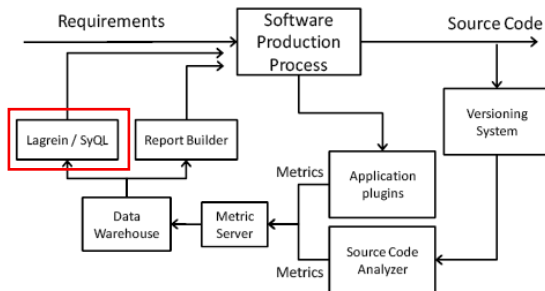 Requirements
Software
Production
Process
Source Code
Lagrein / SyQL
Report Builder
Versioning
System
Metrics
Application
plugins
Data
Warehouse
Metric
Server
Source Code
Analyzer
Metrics